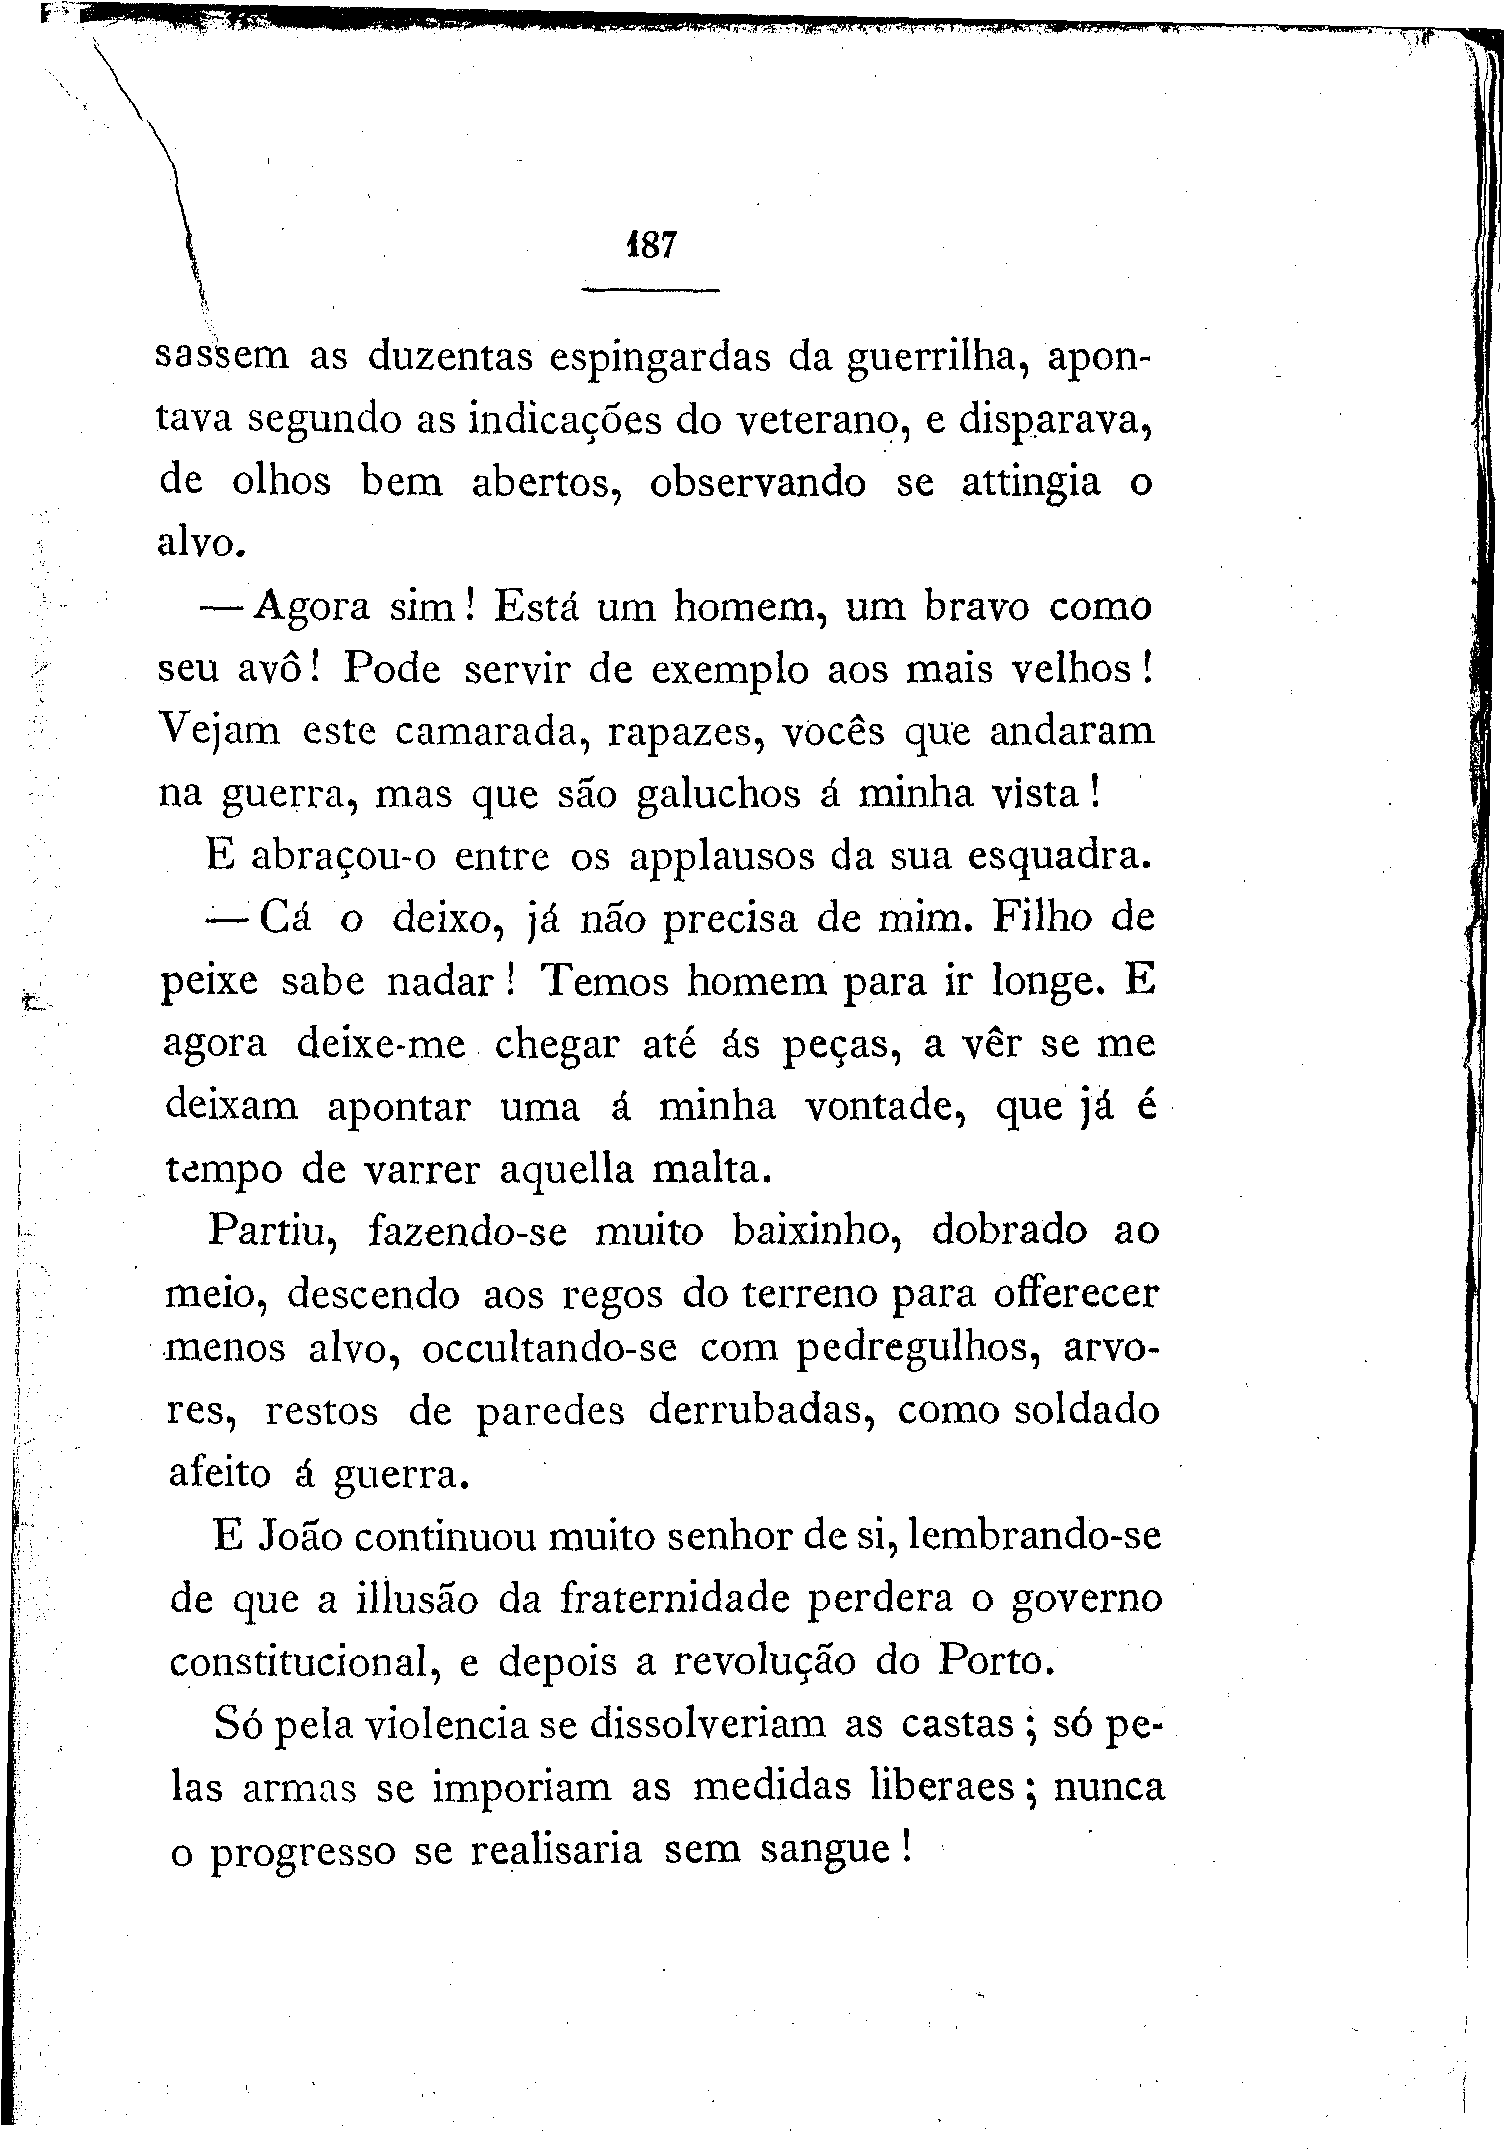 187
sassem as duzentas espingardas da guerrilha, apon-
tava segundo as indicações do veterano, e disparava,
de olhos bem abertos, observando se attingia o
alvo.
— Agora sim! Está um homem, um bravo como
seu avô! Pode servir de exemplo aos mais velhos!
Vejam este camarada, rapazes, vocês que andaram
na guerra, mas que são galuchos á minha vista!
E abraçou-o entre os applausos da sua esquadra.
— Cá o deixo, já não precisa de mim. Filho de
peixe sabe nadar! Temos homem para ir longe. E
agora deixe-me chegar até ás peças, a vêr se me
deixam apontar uma á minha vontade, que já é
tempo de varrer aquella malta.
Partiu, fazendo-se muito baixinho, dobrado ao
meio, descendo aos regos do terreno para offerecer
menos alvo, occultando-se com pedregulhos, arvo-
res, restos de paredes derrubadas, como soldado
afeito á guerra.
E João continuou muito senhor de si, lembrando-se
de que a illusão da fraternidade perdera o governo
constitucional, e depois a revolução do Porto.
Só pela violencia se dissolveriam as castas; só pe-
las armas se imporiam as medidas liberaes; nunca
o progresso se realisaria sem sangue!